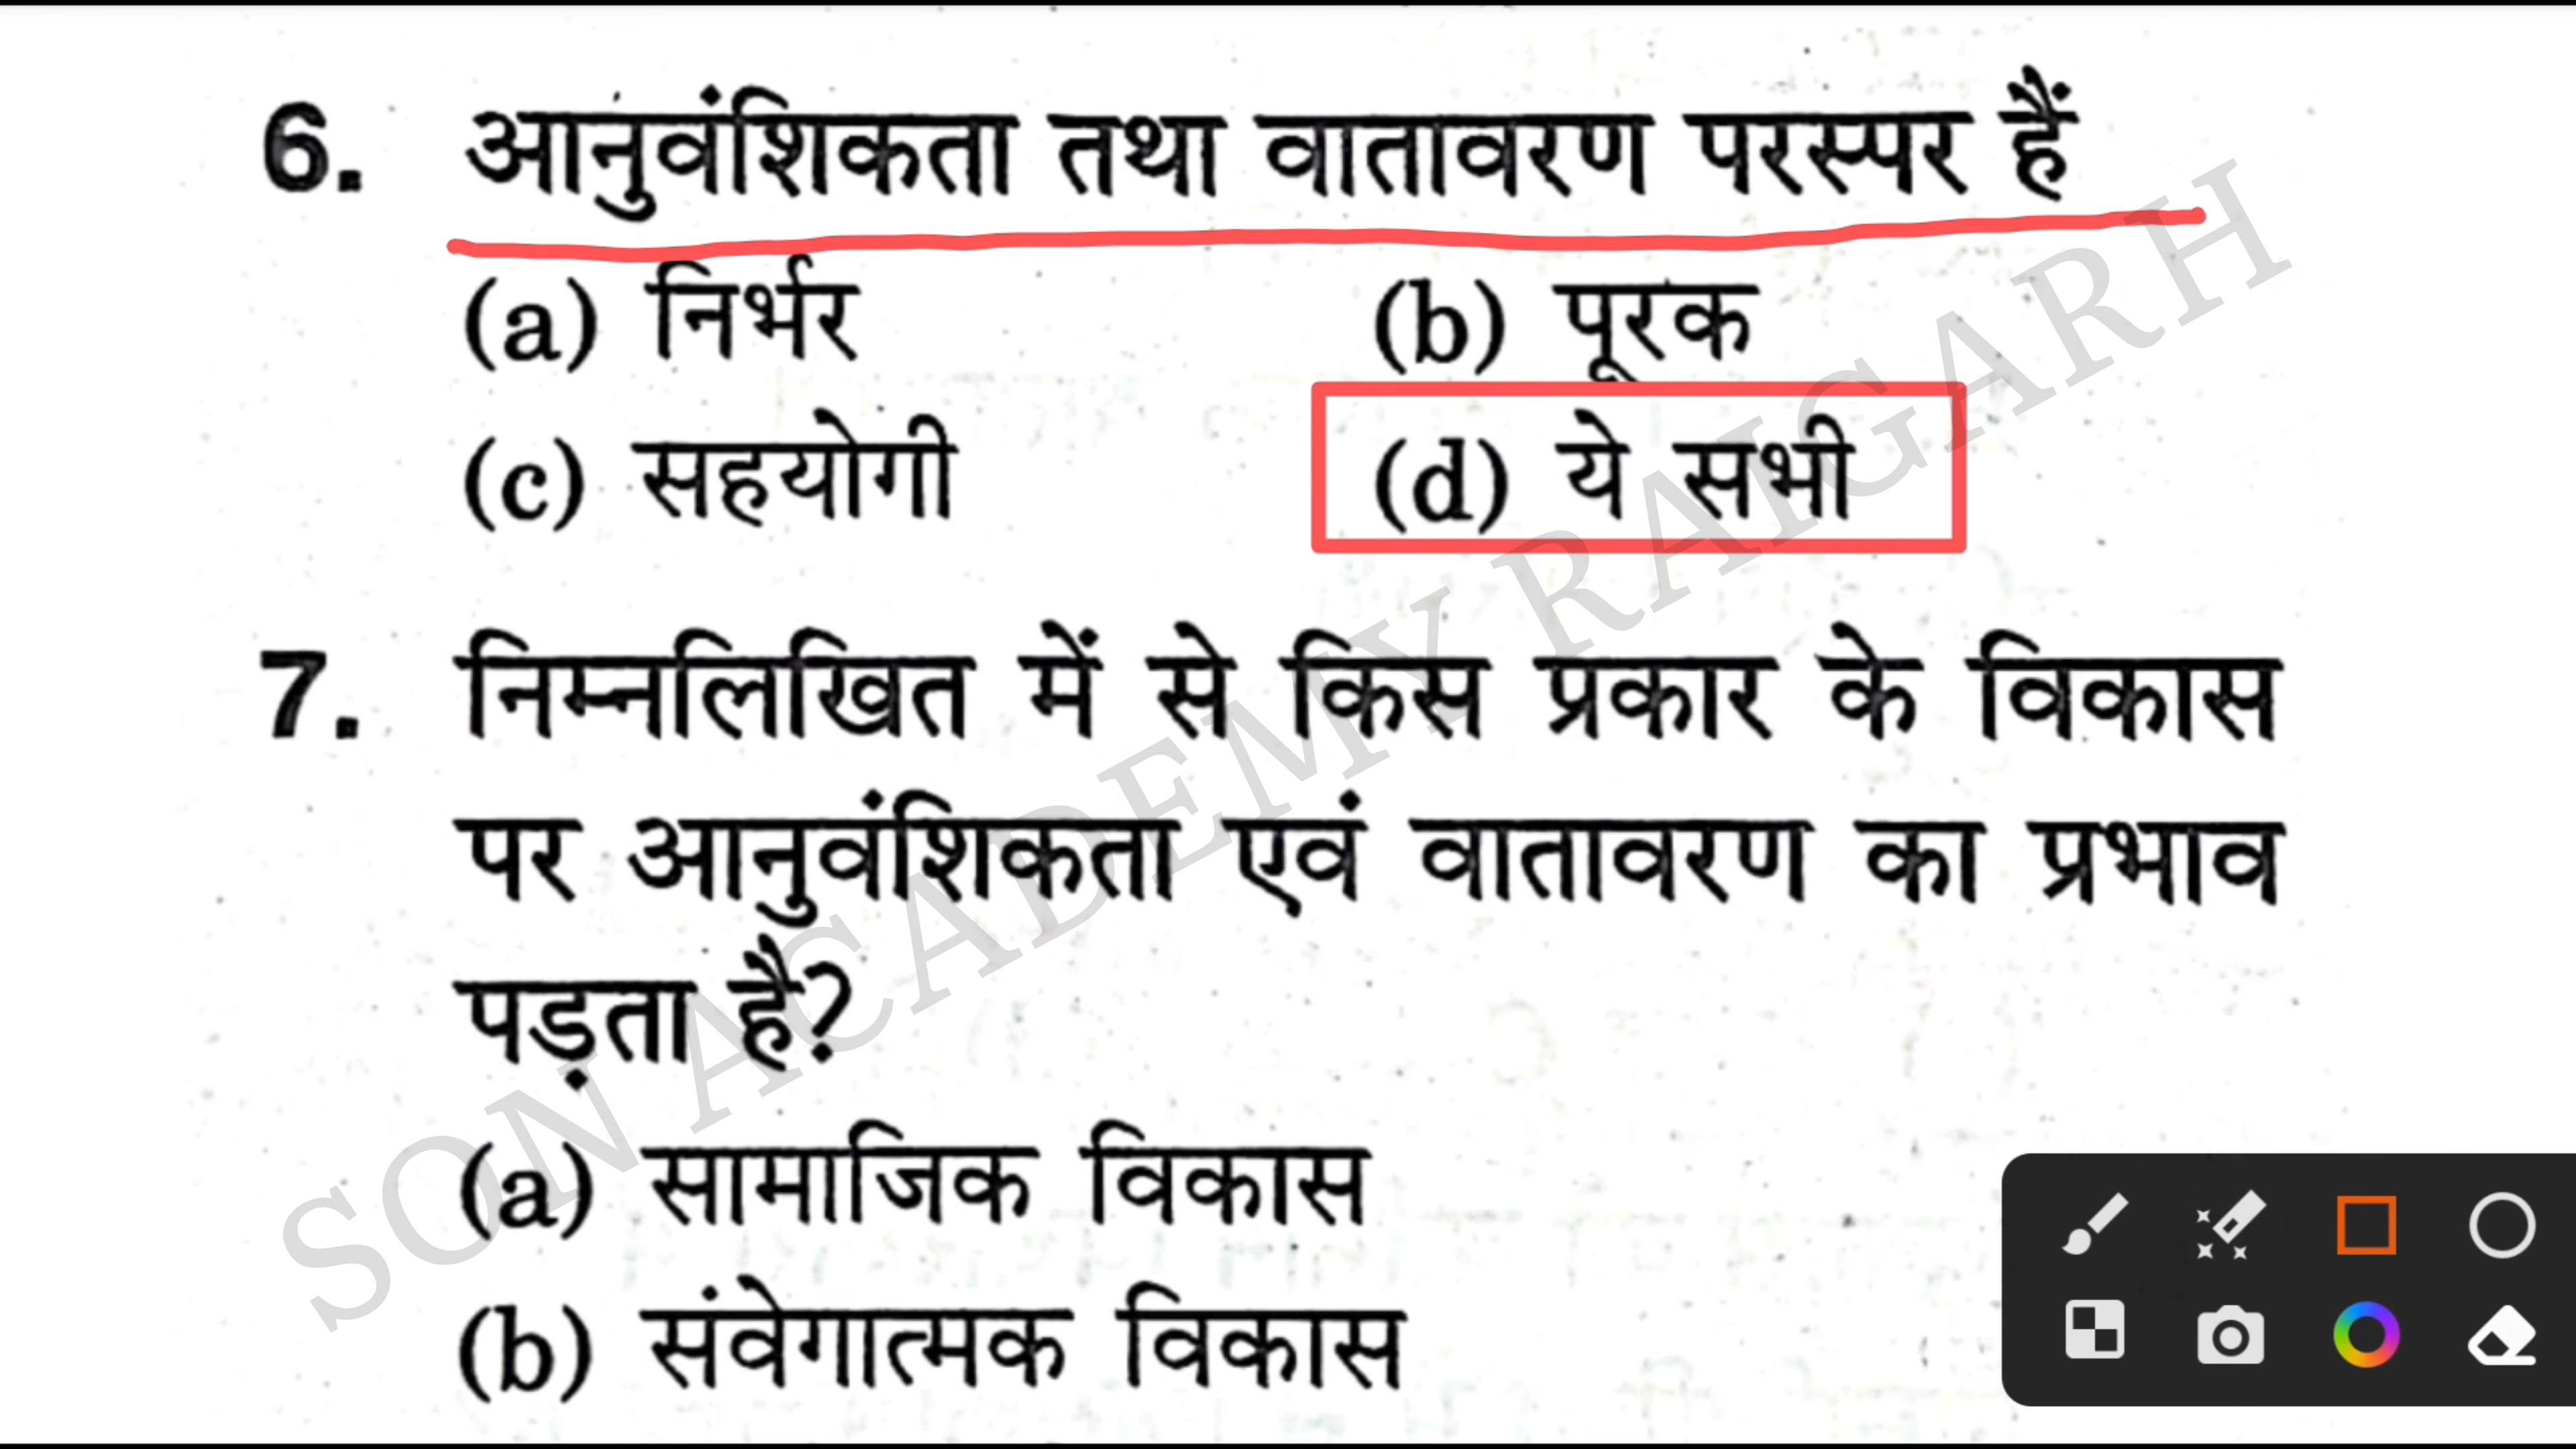 6. आनुवंशिकता तथा वातावरण परस्पर हैं
(a) निर्भर (b) पूरक
(c) सहयोगी (d) ये सभी
7. निम्नलिखित में से किस प्रकार के विकास
पर आनुवंशिकता एवं वातावरण का प्रभाव
पड़ता है?
(a) सामाजिक विकास
(b) संवेगात्मक विकास
SON ACADEMY RAIGARH